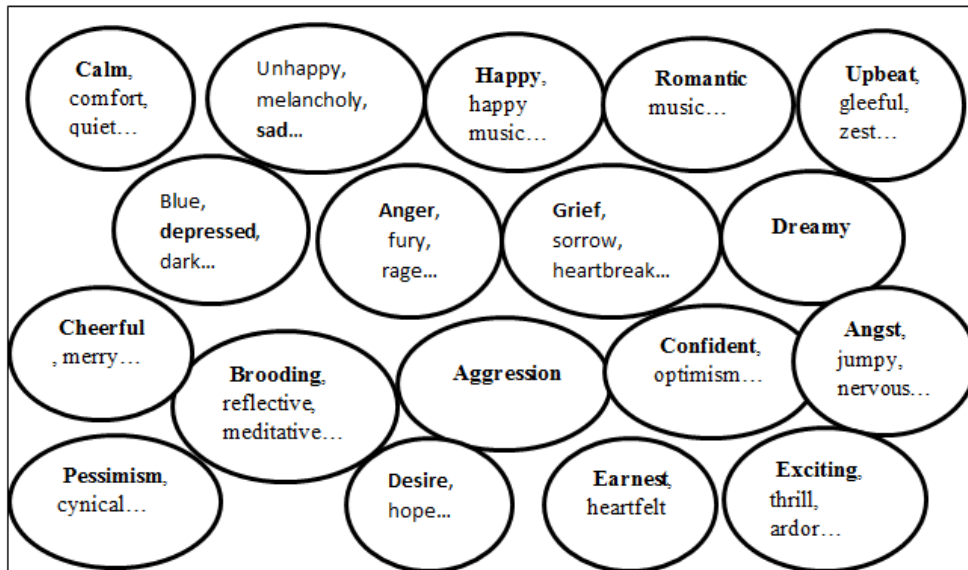 Calm,
comfort,
quiet…
Unhappy,
melancholy,
sad…
Happy,
happy
music…
Romantic
music…
Upbeat,
gleeful,
zest…
Blue,
depressed,
dark…
Anger,
fury,
rage…
Grief,
sorrow,
heartbreak…
Dreamy
Cheerful
, merry…
Brooding,
reflective,
meditative…
Aggression
Confident,
optimism…
Angst,
jumpy,
nervous…
Pessimism,
cynical…
Desire,
hope…
Earnest,
heartfelt
Exciting,
thrill,
ardor…